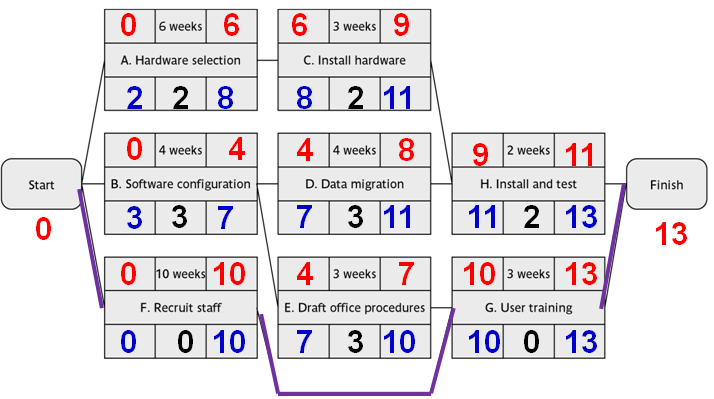 0 6 weeks 6
A. Hardware selection
2 2 8
6 3 weeks 9
C. Install hardware
8 2 11
0 4 weeks 4
B. Software configuration
3 3 7
4 4 weeks 8
D. Data migration
7 3 11
9 2 weeks 11
H. Install and test
11 2 13
Start
0
Finish
13
0 10 weeks 10
F. Recruit staff
0 0 10
4 3 weeks 7
E. Draft office procedures
7 3 10
10 3 weeks 13
G. User training
10 0 13